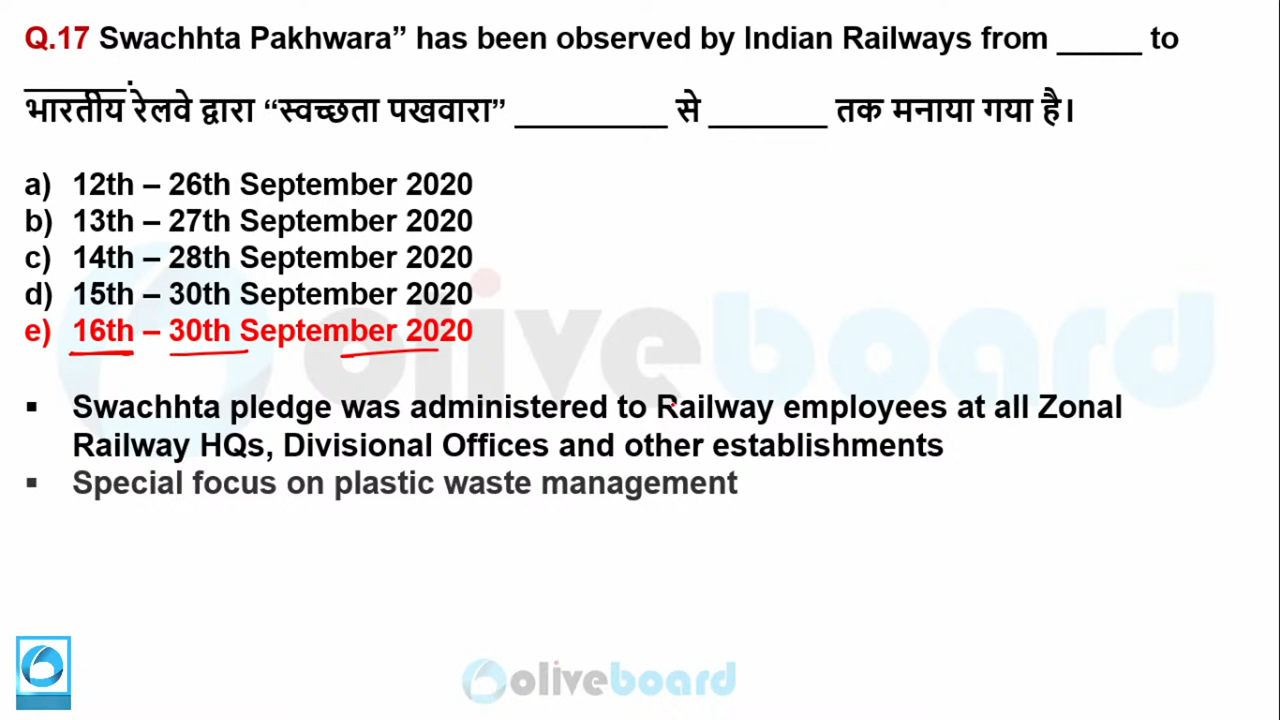 Q.17 Swachhta Pakhwara” has been observed by Indian Railways from _____ to
______.
भारतीय रेलवे द्वारा “स्वच्छता पखवारा” _________ से _______ तक मनाया गया है।
a) 12th – 26th September 2020
b) 13th – 27th September 2020
c) 14th – 28th September 2020
d) 15th – 30th September 2020
e) 16th – 30th September 2020
oliveboard
▪ Swachhta pledge was administered to Railway employees at all Zonal
Railway HQs, Divisional Offices and other establishments
▪ Special focus on plastic waste management
oliveboard